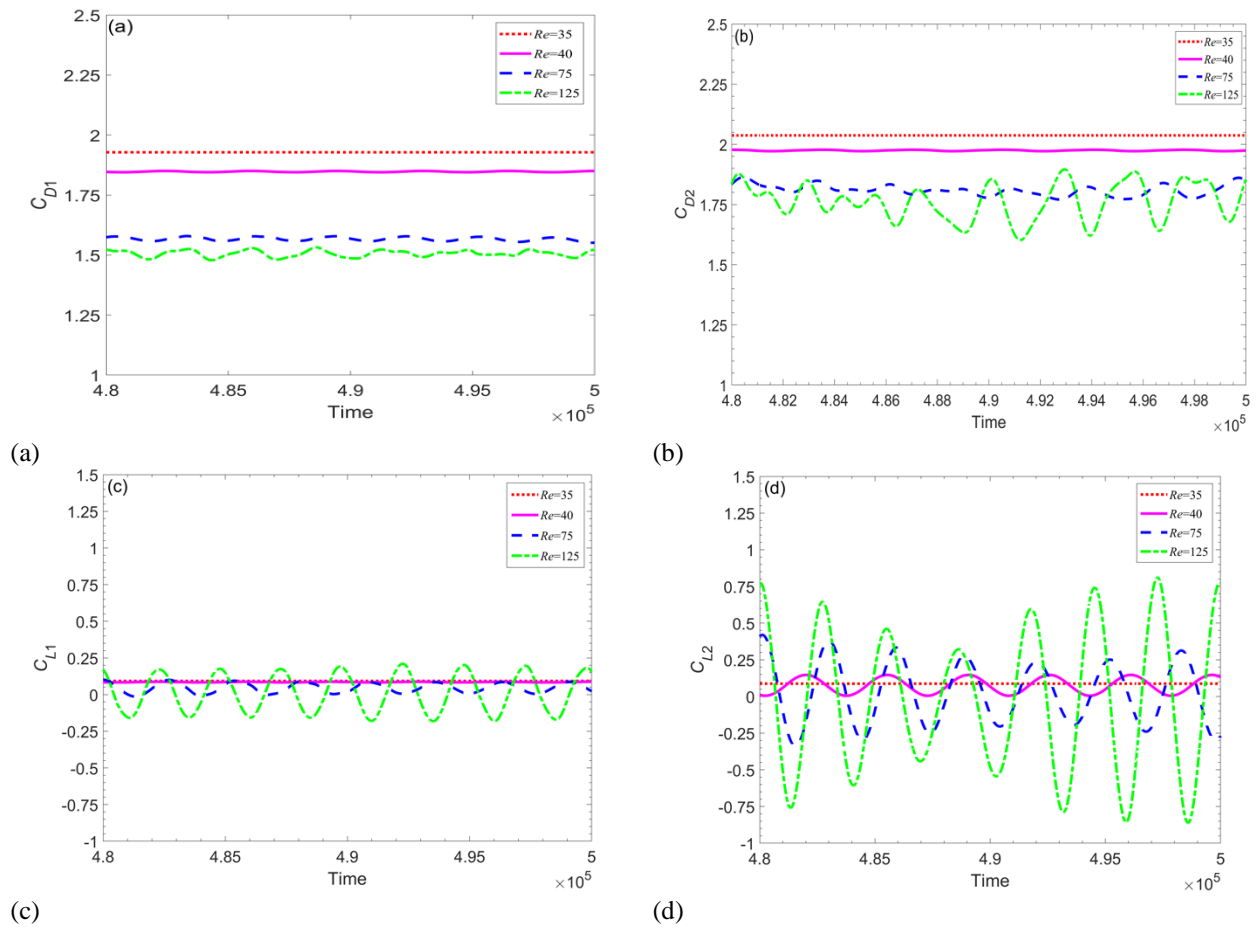 (a)
2.5
2.25
2
1.75
1.5
1.25
1
C_D1
4.8 4.85 4.9 4.95 5
Time
×10^5
Re=35
Re=40
Re=75
Re=125
(b)
2.5
2.25
2
1.75
1.5
1.25
1
C_D2
4.8 4.82 4.84 4.86 4.88 4.9 4.92 4.94 4.96 4.98 5
Time
×10^5
Re=35
Re=40
Re=75
Re=125
(a) (b)
(c)
1.5
1.25
1
0.75
0.5
0.25
0
-0.25
-0.5
-0.75
-1
C_L1
4.8 4.85 4.9 4.95 5
Time
×10^5
Re=35
Re=40
Re=75
Re=125
(d)
1.5
1.25
1
0.75
0.5
0.25
0
-0.25
-0.5
-0.75
-1
C_L2
4.8 4.85 4.9 4.95 5
Time
×10^5
Re=35
Re=40
Re=75
Re=125
(c) (d)